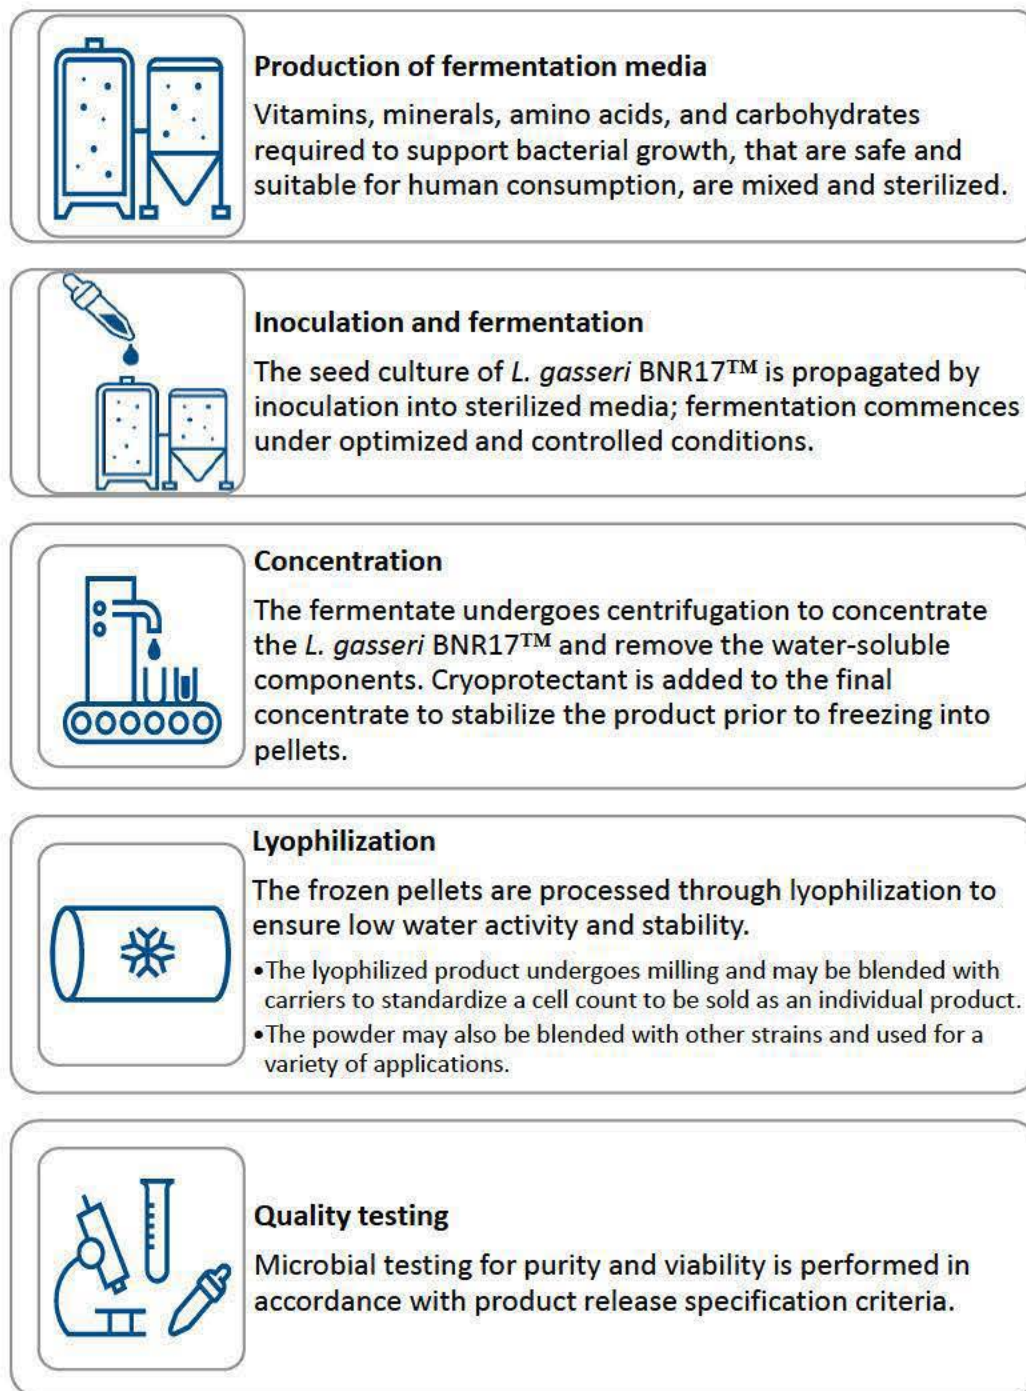 Production of fermentation media
Vitamins, minerals, amino acids, and carbohydrates
required to support bacterial growth, that are safe and
suitable for human consumption, are mixed and sterilized.
Inoculation and fermentation
The seed culture of L. gasseri BNR17™ is propagated by
inoculation into sterilized media; fermentation commences
under optimized and controlled conditions.
Concentration
The fermentate undergoes centrifugation to concentrate
the L. gasseri BNR17™ and remove the water-soluble
components. Cryoprotectant is added to the final
concentrate to stabilize the product prior to freezing into
pellets.
Lyophilization
The frozen pellets are processed through lyophilization to
ensure low water activity and stability.
•The lyophilized product undergoes milling and may be blended with
carriers to standardize a cell count to be sold as an individual product.
•The powder may also be blended with other strains and used for a
variety of applications.
Quality testing
Microbial testing for purity and viability is performed in
accordance with product release specification criteria.